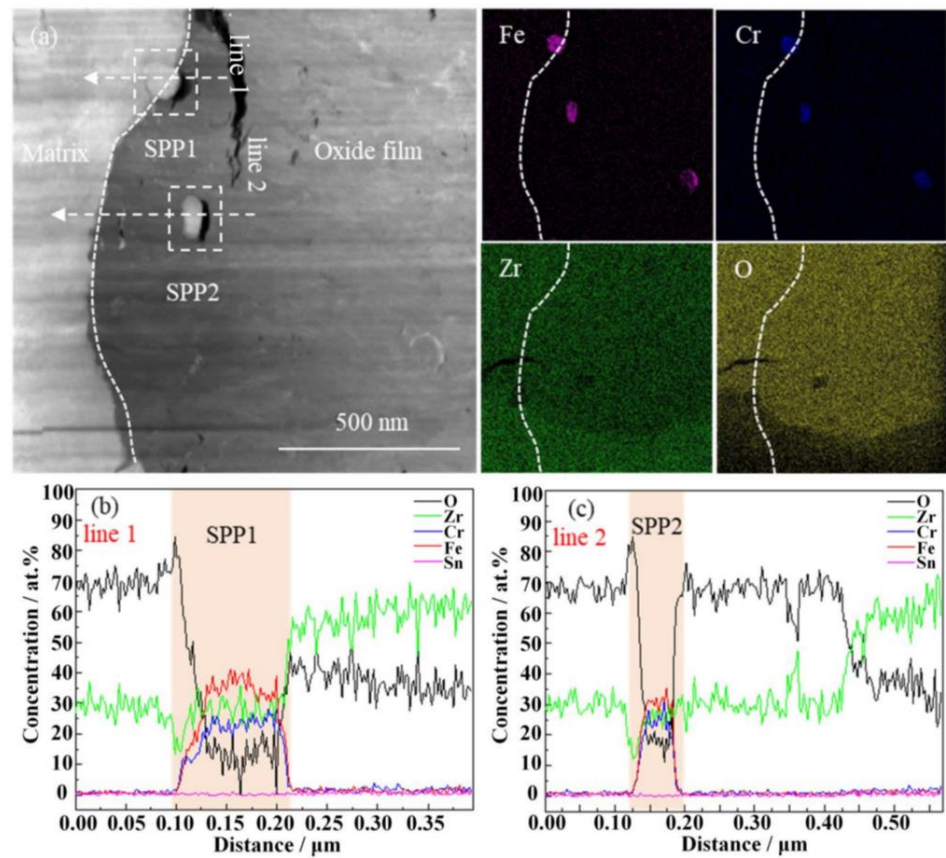 (a)
line 1
Matrix
SPP1
Oxide film
line 2
SPP2
500 nm
Fe
Cr
Zr
O
(b)
line 1
SPP1
O
Zr
Cr
Fe
Sn
100
90
80
70
60
50
40
30
20
10
0
Concentration / at.%
0.00 0.05 0.10 0.15 0.20 0.25 0.30 0.35
Distance / μm
(c)
line 2
SPP2
O
Zr
Cr
Fe
Sn
100
90
80
70
60
50
40
30
20
10
0
Concentration / at.%
0.00 0.10 0.20 0.30 0.40 0.50
Distance / μm